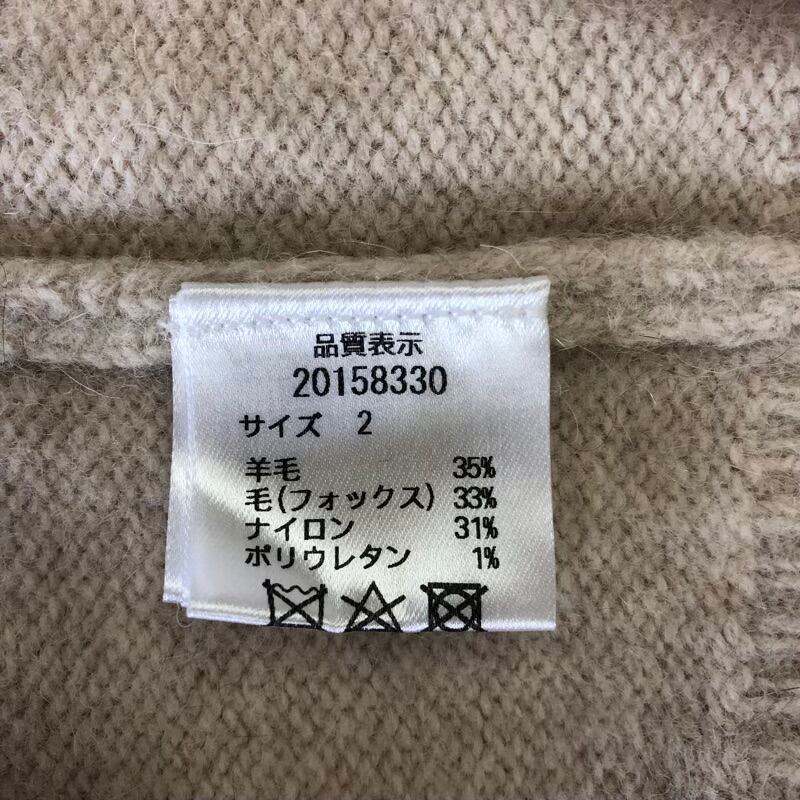 品質表示
20158330
サイズ 2
羊毛 35%
毛(フォックス) 33%
ナイロン 31%
ポリウレタン 1%